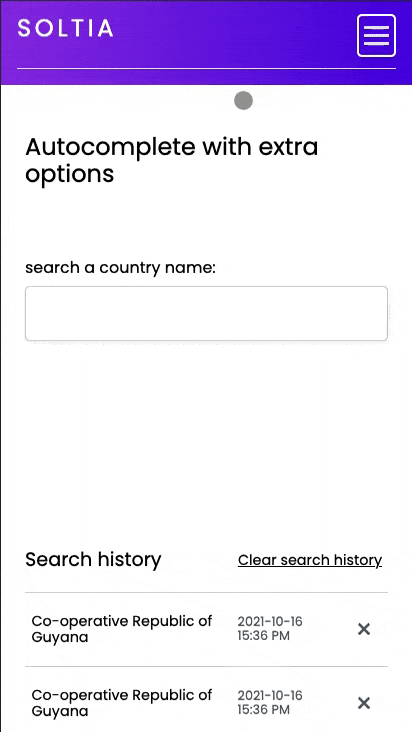 SOLTIA
Autocomplete with extra
options
search a country name:
Search history
Clear search history
Co-operative Republic of
Guyana
2021-10-16
15:36 PM
✕
Co-operative Republic of
Guyana
2021-10-16
15:36 PM
✕